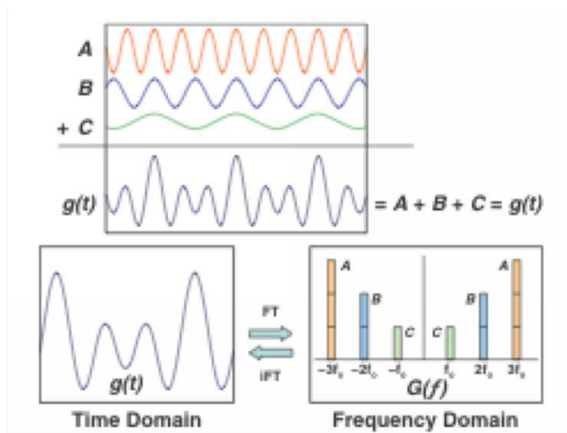 A
B
+ C
g(t) = A + B + C = g(t)
A A
B B
FT
C C
iFT
-3f₀ -2f₀ -f₀ f₀ 2f₀ 3f₀
g(t) G(f)
Time Domain Frequency Domain